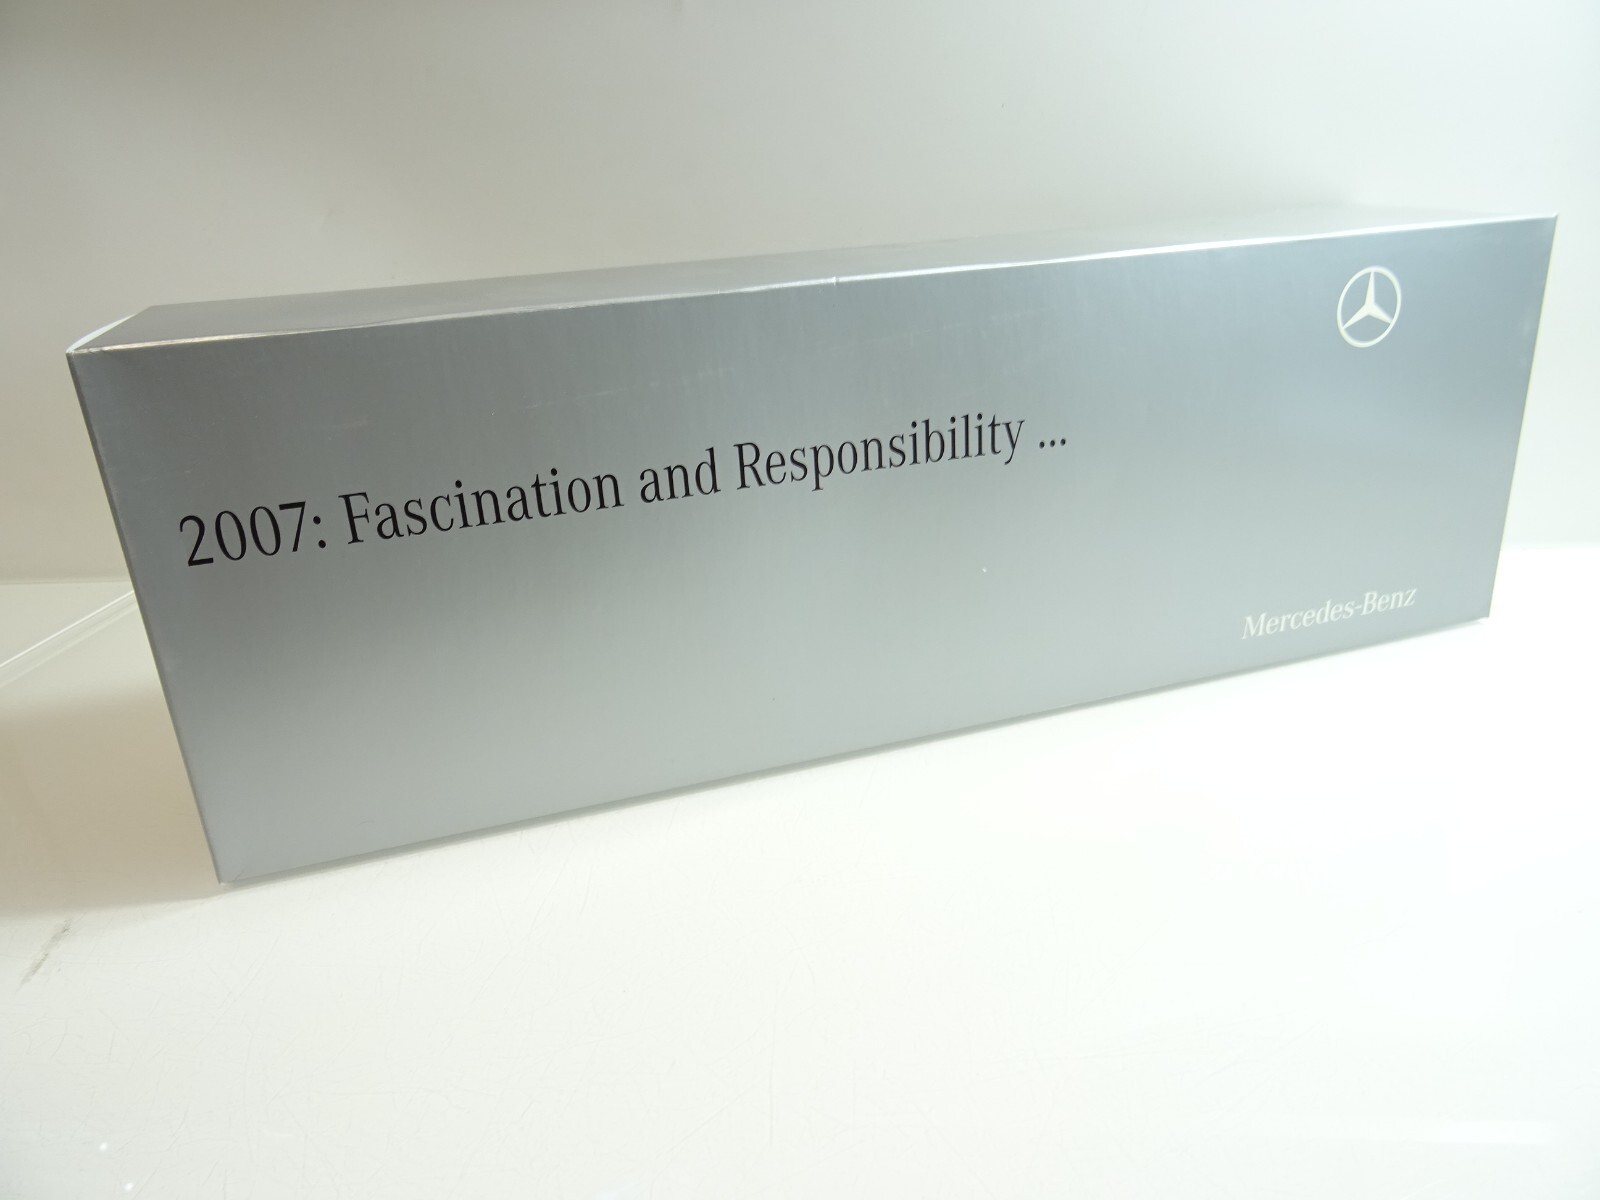 2007: Fascination and Responsibility ...
Mercedes-Benz